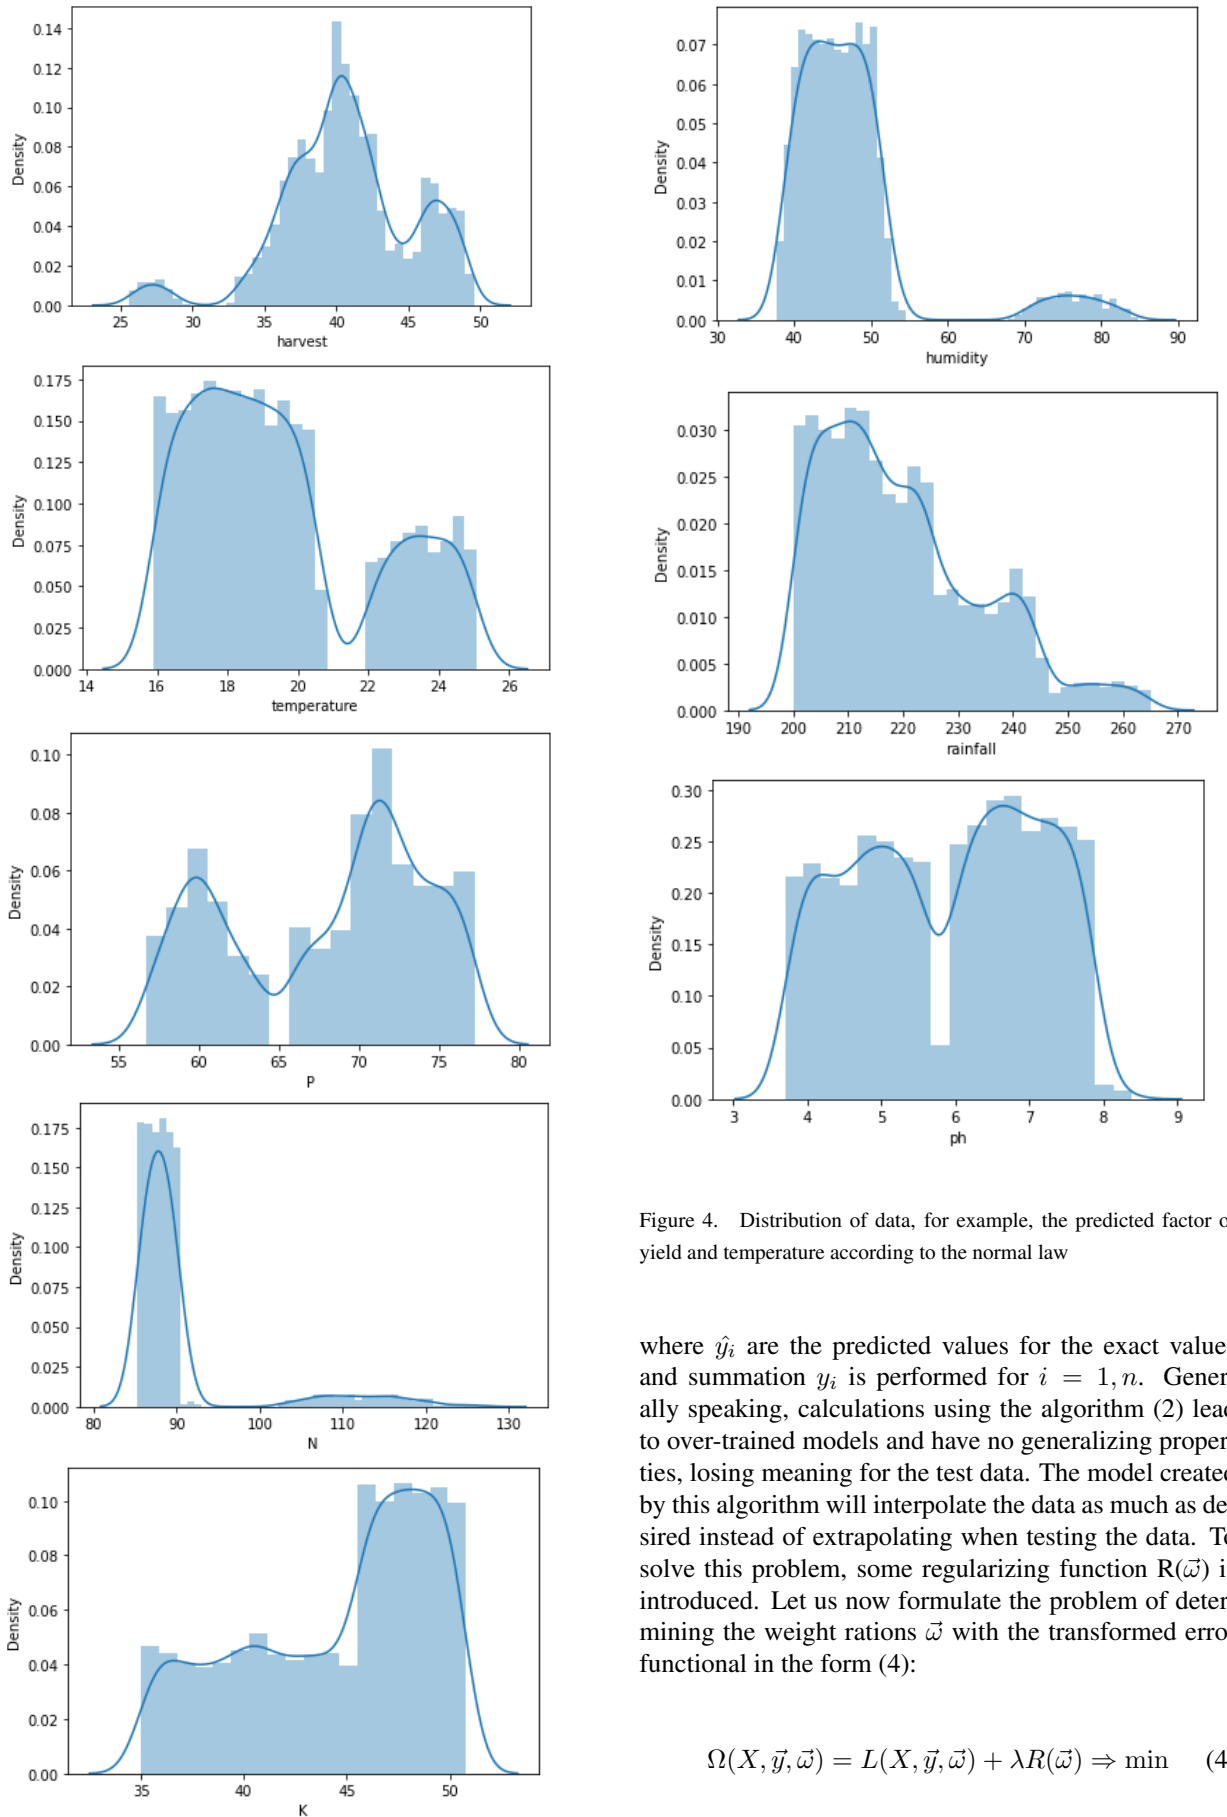 0.14
0.12
0.10
0.08
0.06
0.04
0.02
0.00
Density
25 30 35 40 45 50
harvest
0.175
0.150
0.125
0.100
0.075
0.050
0.025
0.000
Density
14 16 18 20 22 24 26
temperature
0.10
0.08
0.06
0.04
0.02
0.00
Density
55 60 65 70 75 80
P
0.175
0.150
0.125
0.100
0.075
0.050
0.025
0.000
Density
80 90 100 110 120 130
N
0.10
0.08
0.06
0.04
0.02
0.00
Density
35 40 45 50
K
0.07
0.06
0.05
0.04
0.03
0.02
0.01
0.00
Density
30 40 50 60 70 80 90
humidity
0.030
0.025
0.020
0.015
0.010
0.005
0.000
Density
190 200 210 220 230 240 250 260 270
rainfall
0.30
0.25
0.20
0.15
0.10
0.05
0.00
Density
3 4 5 6 7 8 9
ph
Figure 4. Distribution of data, for example, the predicted factor o
yield and temperature according to the normal law
where ŷᵢ are the predicted values for the exact value
and summation yᵢ is performed for i = 1, n. Gener
ally speaking, calculations using the algorithm (2) lead
to over-trained models and have no generalizing proper
ties, losing meaning for the test data. The model created
by this algorithm will interpolate the data as much as de
sired instead of extrapolating when testing the data. To
solve this problem, some regularizing function R(ω⃗) i
introduced. Let us now formulate the problem of deter
mining the weight rations ω⃗ with the transformed erro
functional in the form (4):
Ω(X, y⃗, ω⃗) = L(X, y⃗, ω⃗) + λR(ω⃗) ⇒ min (4